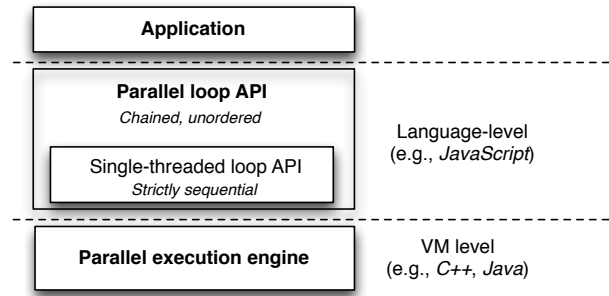 Application
Parallel loop API
Chained, unordered
Single-threaded loop API
Strictly sequential
Language-level
(e.g., JavaScript)
Parallel execution engine
VM level
(e.g., C++, Java)